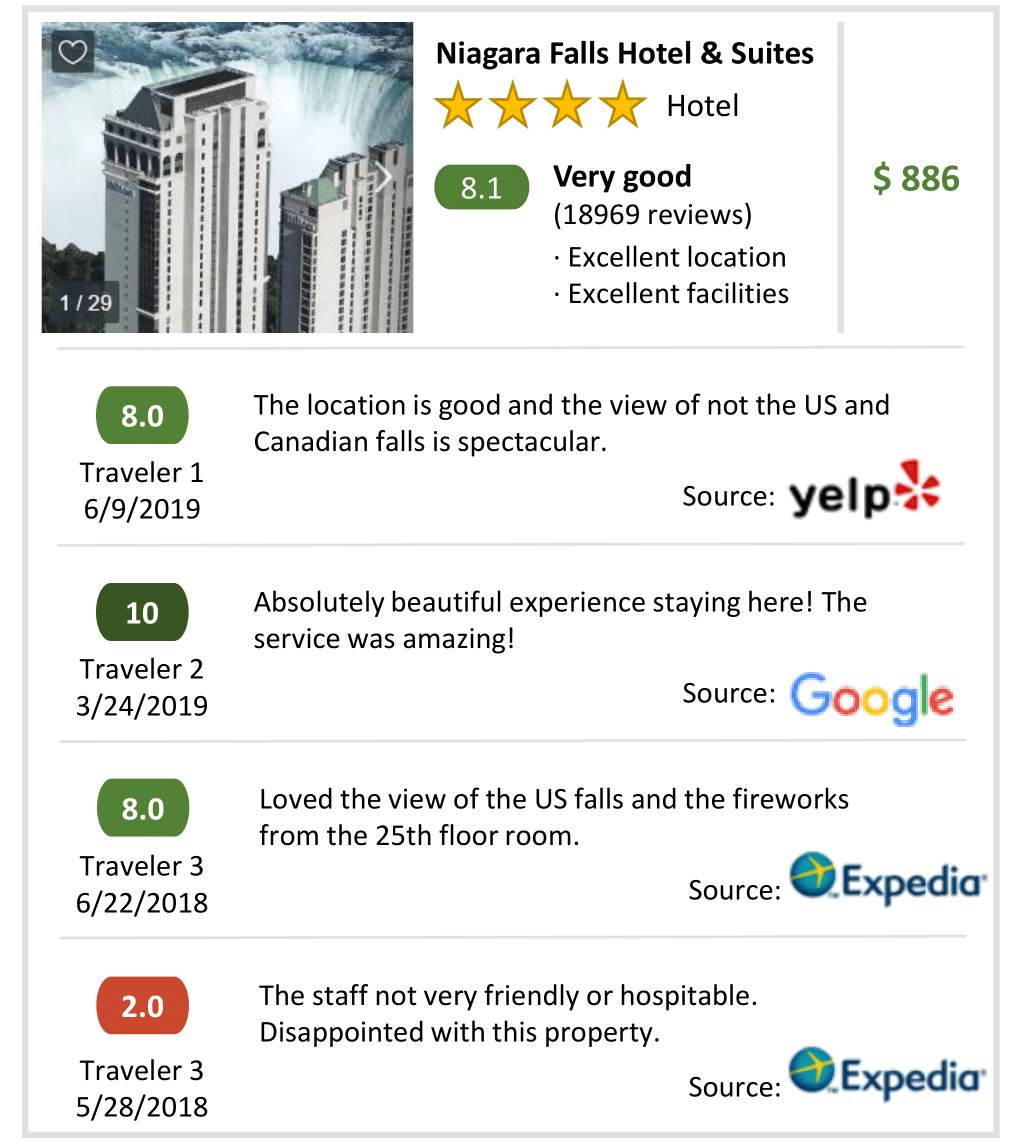 Niagara Falls Hotel & Suites
Hotel
8.1
Very good
(18969 reviews)
· Excellent location
· Excellent facilities
$ 886
Hilton
1 / 29
8.0
Traveler 1
6/9/2019
The location is good and the view of not the US and
Canadian falls is spectacular.
Source: yelp
10
Traveler 2
3/24/2019
Absolutely beautiful experience staying here! The
service was amazing!
Source: Google
8.0
Traveler 3
6/22/2018
Loved the view of the US falls and the fireworks
from the 25th floor room.
Source: Expedia
2.0
Traveler 3
5/28/2018
The staff not very friendly or hospitable.
Disappointed with this property.
Source: Expedia